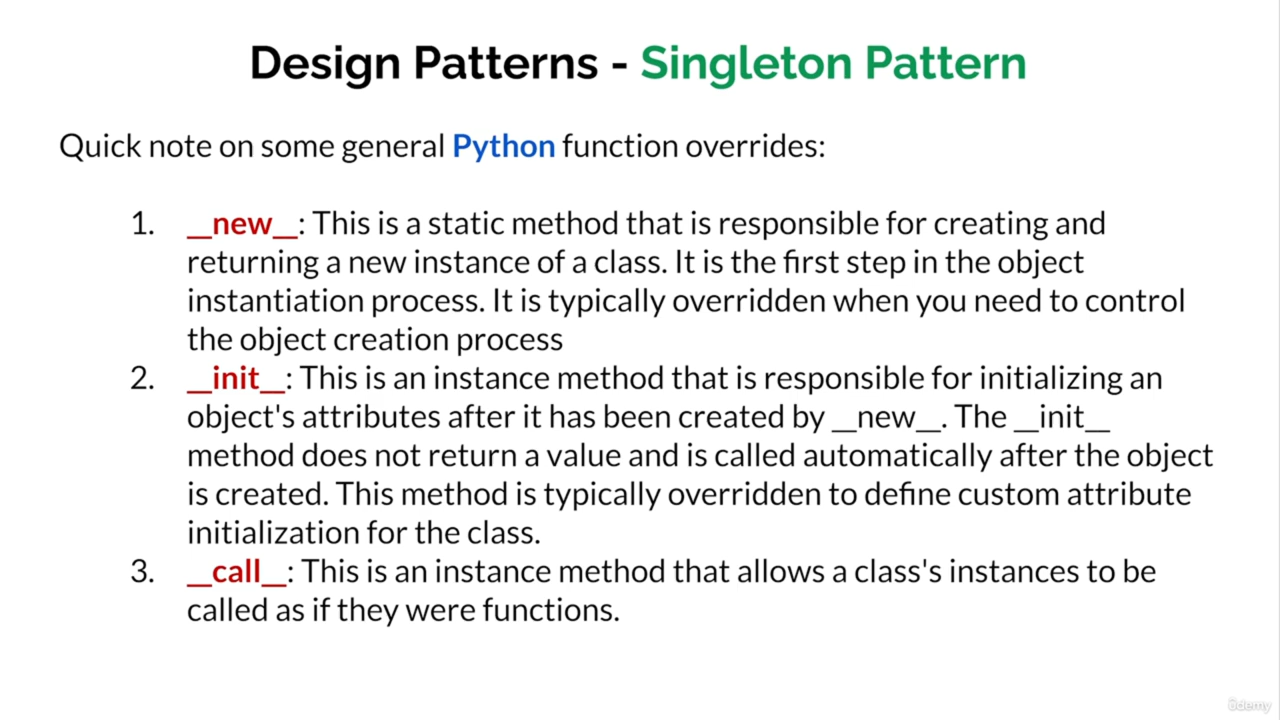 Design Patterns - Singleton Pattern
Quick note on some general Python function overrides:
1. __new__: This is a static method that is responsible for creating and
returning a new instance of a class. It is the first step in the object
instantiation process. It is typically overridden when you need to control
the object creation process
2. __init__: This is an instance method that is responsible for initializing an
object's attributes after it has been created by __new__. The __init__
method does not return a value and is called automatically after the object
is created. This method is typically overridden to define custom attribute
initialization for the class.
3. __call__: This is an instance method that allows a class's instances to be
called as if they were functions.
ûdemy